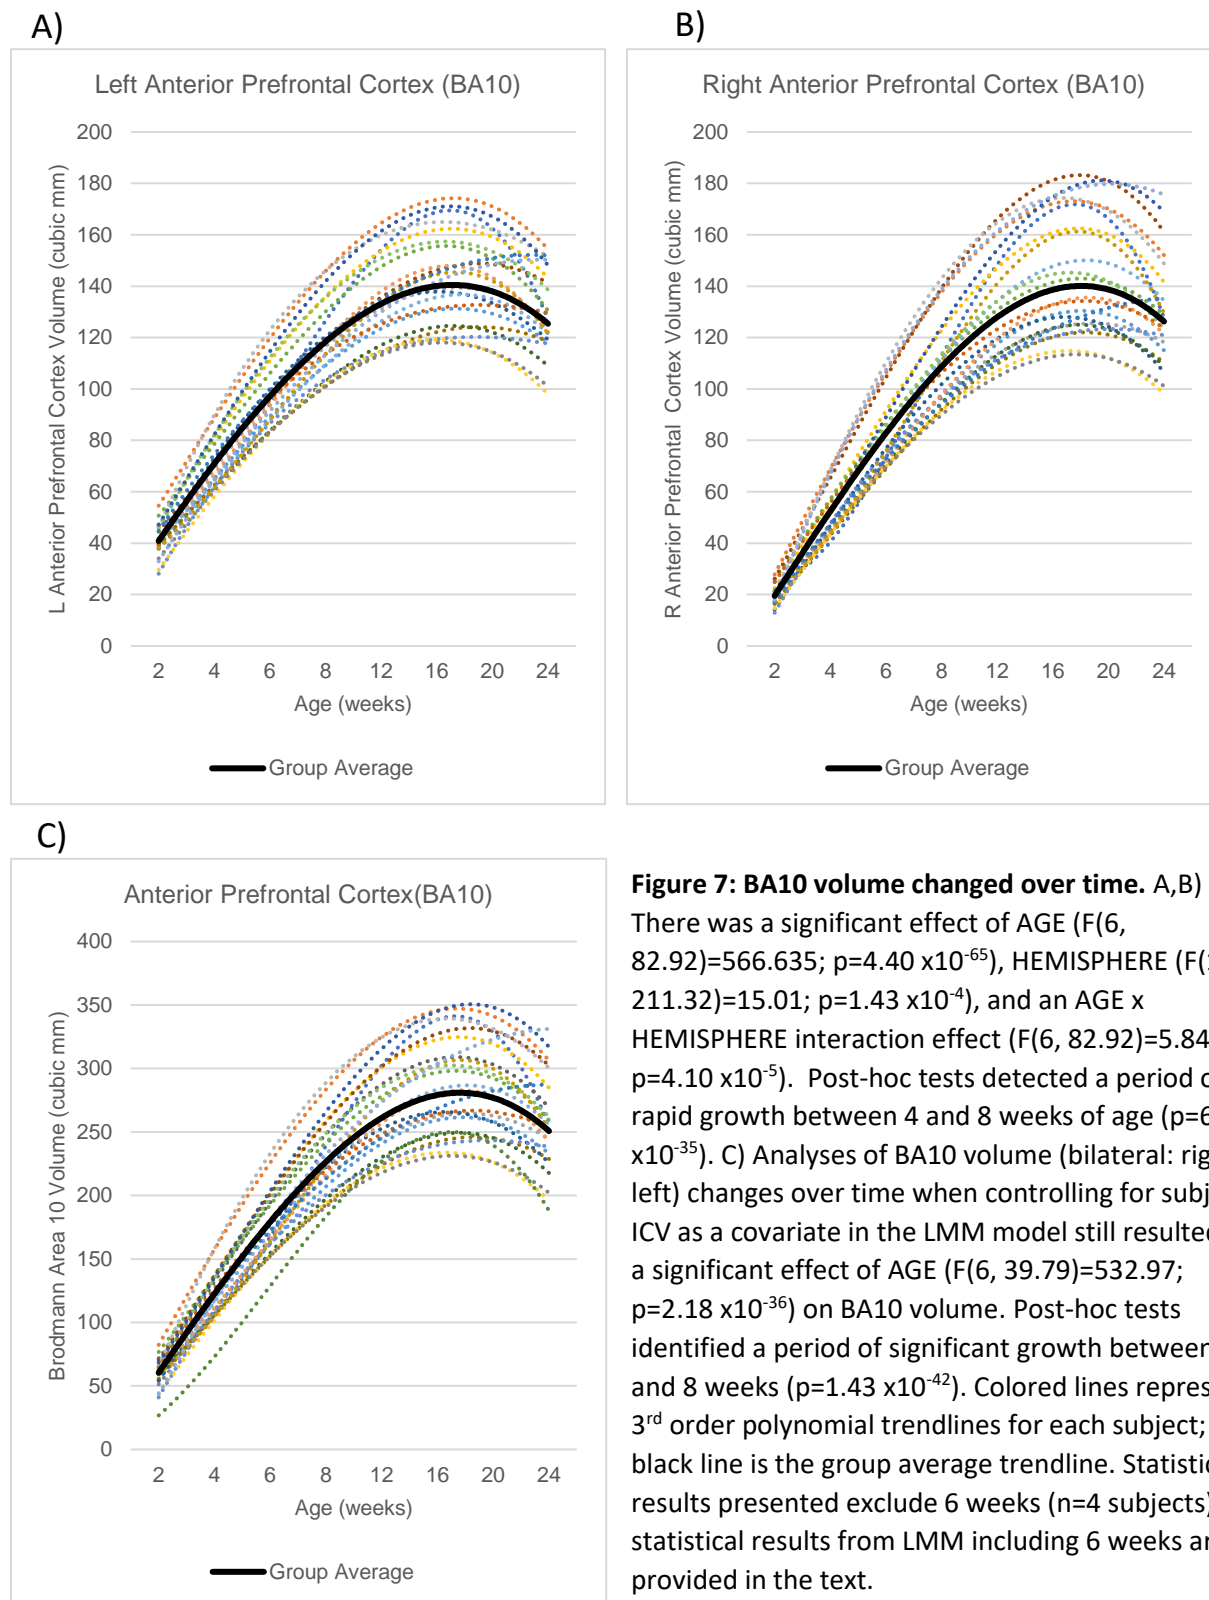 A)
Left Anterior Prefrontal Cortex (BA10)
L Anterior Prefrontal Cortex Volume (cubic mm)
200
180
160
140
120
100
80
60
40
20
0
2 4 6 8 12 16 20 24
Age (weeks)
Group Average
B)
Right Anterior Prefrontal Cortex (BA10)
R Anterior Prefrontal Cortex Volume (cubic mm)
200
180
160
140
120
100
80
60
40
20
0
2 4 6 8 12 16 20 24
Age (weeks)
Group Average
C)
Anterior Prefrontal Cortex(BA10)
Brodmann Area 10 Volume (cubic mm)
400
350
300
250
200
150
100
50
0
2 4 6 8 12 16 20 24
Age (weeks)
Group Average
Figure 7: BA10 volume changed over time. A,B)
There was a significant effect of AGE (F(6,
82.92)=566.635; p=4.40 x10-65), HEMISPHERE (F(
211.32)=15.01; p=1.43 x10-4), and an AGE x
HEMISPHERE interaction effect (F(6, 82.92)=5.84
p=4.10 x10-5). Post-hoc tests detected a period
rapid growth between 4 and 8 weeks of age (p=6
x10-35). C) Analyses of BA10 volume (bilateral:
left) changes over time when controlling for
ICV as a covariate in the LMM model still resulted
a significant effect of AGE (F(6, 39.79)=532.97;
p=2.18 x10-36) on BA10 volume. Post-hoc tests
identified a period of significant growth between
and 8 weeks (p=1.43 x10-42). Colored lines
3rd order polynomial trendlines for each subject;
black line is the group average trendline.
results presented exclude 6 weeks (n=4 subjects)
statistical results from LMM including 6 weeks
provided in the text.